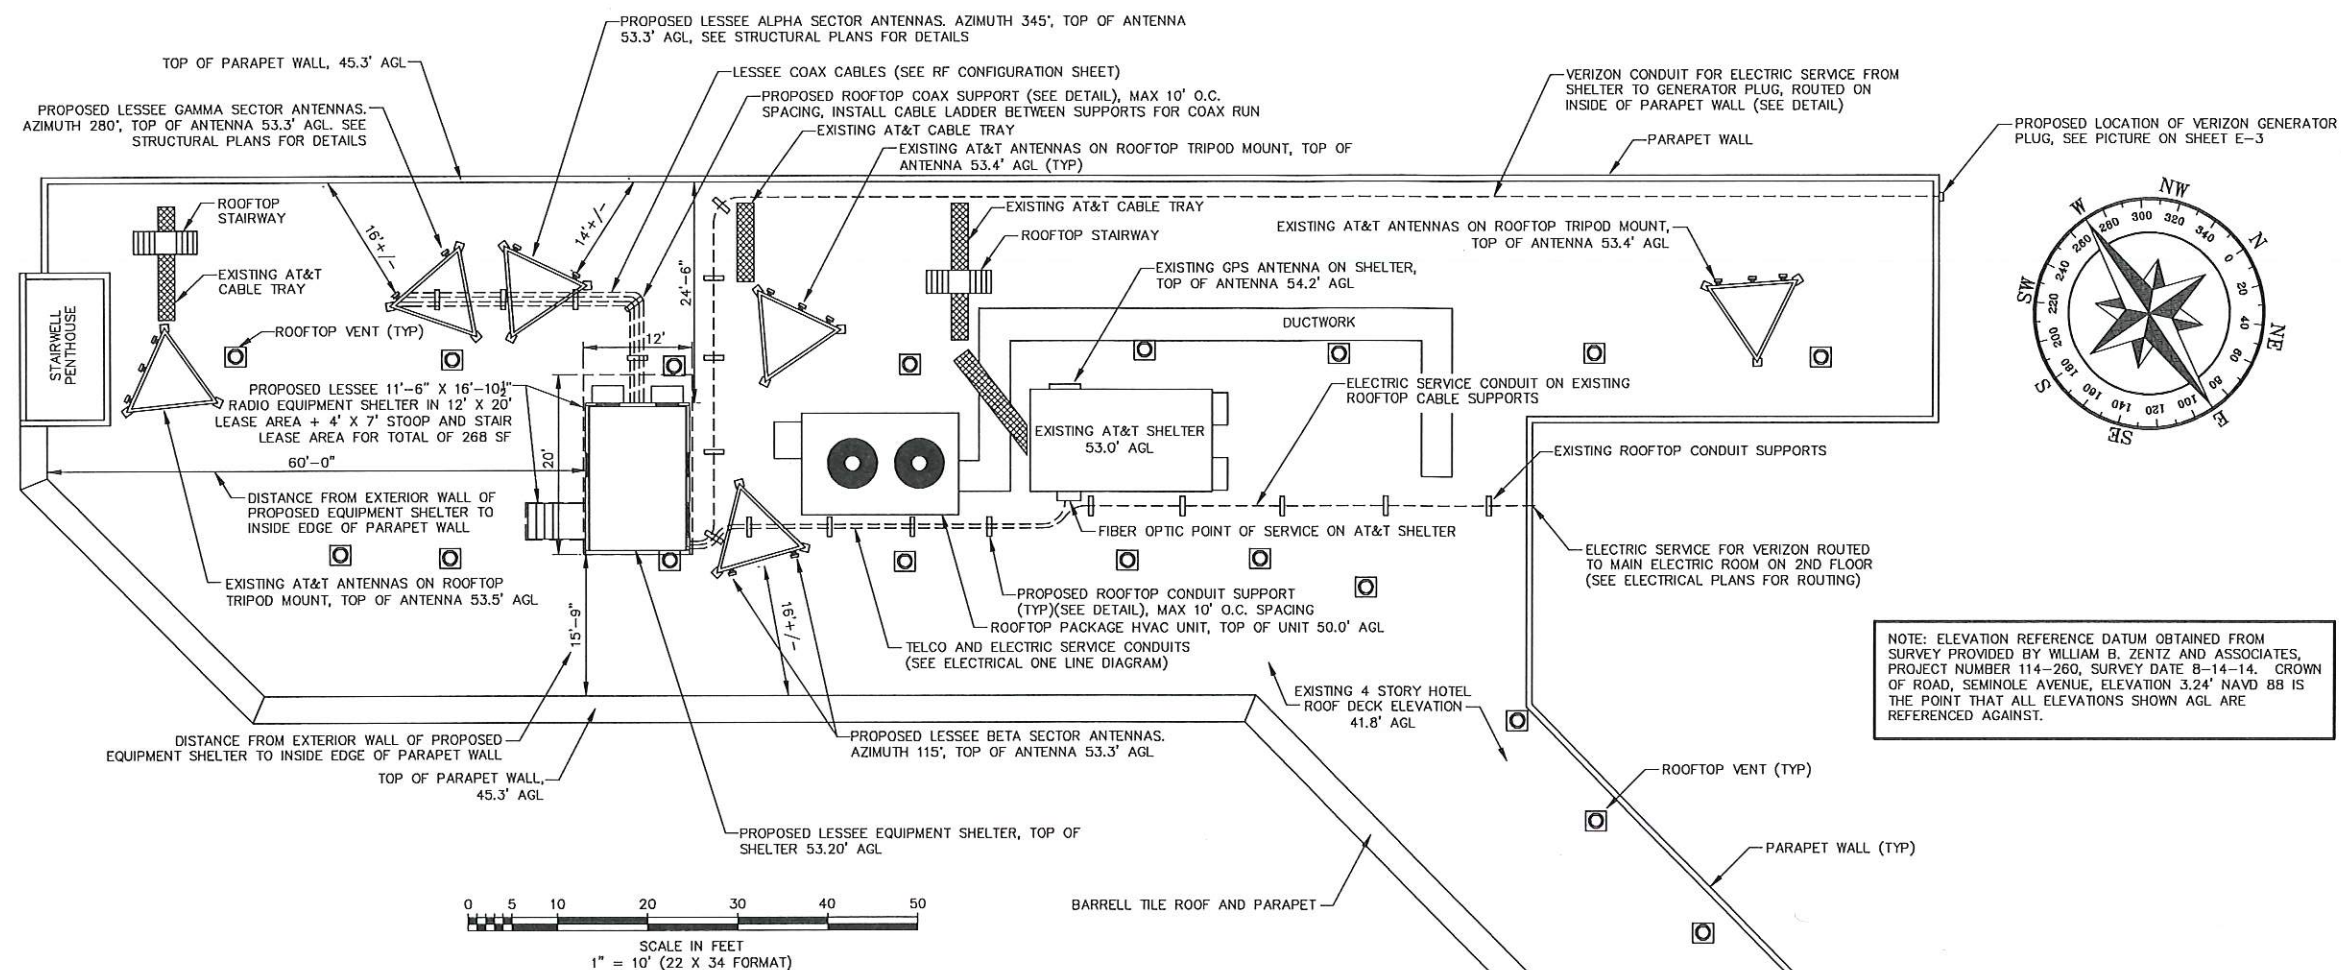 PROPOSED LESSEE ALPHA SECTOR ANTENNAS. AZIMUTH 345°, TOP OF ANTENNA
53.3' AGL, SEE STRUCTURAL PLANS FOR DETAILS
TOP OF PARAPET WALL, 45.3' AGL
LESSEE COAX CABLES (SEE RF CONFIGURATION SHEET)
PROPOSED LESSEE GAMMA SECTOR ANTENNAS.
AZIMUTH 280°, TOP OF ANTENNA 53.3' AGL. SEE
STRUCTURAL PLANS FOR DETAILS
PROPOSED ROOFTOP COAX SUPPORT (SEE DETAIL), MAX 10' O.C.
SPACING, INSTALL CABLE LADDER BETWEEN SUPPORTS FOR COAX RUN
EXISTING AT&T CABLE TRAY
EXISTING AT&T ANTENNAS ON ROOFTOP TRIPOD MOUNT, TOP OF
ANTENNA 53.4' AGL (TYP)
VERIZON CONDUIT FOR ELECTRIC SERVICE FROM
SHELTER TO GENERATOR PLUG, ROUTED ON
INSIDE OF PARAPET WALL (SEE DETAIL)
PARAPET WALL
PROPOSED LOCATION OF VERIZON GENERATOR
PLUG, SEE PICTURE ON SHEET E-3
ROOFTOP
STAIRWAY
16'+/-
14'+/-
24'-6"
EXISTING AT&T CABLE TRAY
ROOFTOP STAIRWAY
EXISTING AT&T ANTENNAS ON ROOFTOP TRIPOD MOUNT,
TOP OF ANTENNA 53.4' AGL
EXISTING AT&T
CABLE TRAY
EXISTING GPS ANTENNA ON SHELTER,
TOP OF ANTENNA 54.2' AGL
STAIRWELL
PENTHOUSE
ROOFTOP VENT (TYP)
12'
DUCTWORK
PROPOSED LESSEE 11'-6" X 16'-10½"
RADIO EQUIPMENT SHELTER IN 12' X 20'
LEASE AREA + 4' X 7' STOOP AND STAIR
LEASE AREA FOR TOTAL OF 268 SF
ELECTRIC SERVICE CONDUIT ON EXISTING
ROOFTOP CABLE SUPPORTS
EXISTING AT&T SHELTER
53.0' AGL
60'-0"
20'
EXISTING ROOFTOP CONDUIT SUPPORTS
DISTANCE FROM EXTERIOR WALL OF
PROPOSED EQUIPMENT SHELTER TO
INSIDE EDGE OF PARAPET WALL
FIBER OPTIC POINT OF SERVICE ON AT&T SHELTER
ELECTRIC SERVICE FOR VERIZON ROUTED
TO MAIN ELECTRIC ROOM ON 2ND FLOOR
(SEE ELECTRICAL PLANS FOR ROUTING)
EXISTING AT&T ANTENNAS ON ROOFTOP
TRIPOD MOUNT, TOP OF ANTENNA 53.5' AGL
15'-9"
16'+/-
PROPOSED ROOFTOP CONDUIT SUPPORT
(TYP)(SEE DETAIL), MAX 10' O.C. SPACING
ROOFTOP PACKAGE HVAC UNIT, TOP OF UNIT 50.0' AGL
TELCO AND ELECTRIC SERVICE CONDUITS
(SEE ELECTRICAL ONE LINE DIAGRAM)
EXISTING 4 STORY HOTEL
ROOF DECK ELEVATION
41.8' AGL
DISTANCE FROM EXTERIOR WALL OF PROPOSED
EQUIPMENT SHELTER TO INSIDE EDGE OF PARAPET WALL
PROPOSED LESSEE BETA SECTOR ANTENNAS.
AZIMUTH 115°, TOP OF ANTENNA 53.3' AGL
TOP OF PARAPET WALL,
45.3' AGL
PROPOSED LESSEE EQUIPMENT SHELTER, TOP OF
SHELTER 53.20' AGL
ROOFTOP VENT (TYP)
PARAPET WALL (TYP)
BARRELL TILE ROOF AND PARAPET
NOTE: ELEVATION REFERENCE DATUM OBTAINED FROM
SURVEY PROVIDED BY WILLIAM B. ZENTZ AND ASSOCIATES,
PROJECT NUMBER 114-260, SURVEY DATE 8-14-14. CROWN
OF ROAD, SEMINOLE AVENUE, ELEVATION 3.24' NAVD 88 IS
THE POINT THAT ALL ELEVATIONS SHOWN AGL ARE
REFERENCED AGAINST.
N NE E SE S SW W NW
0 20 40 60 80 100 120 140 160 180 200 220 240 260 280 300 320 340
0 5 10 20 30 40 50
SCALE IN FEET
1" = 10' (22 X 34 FORMAT)